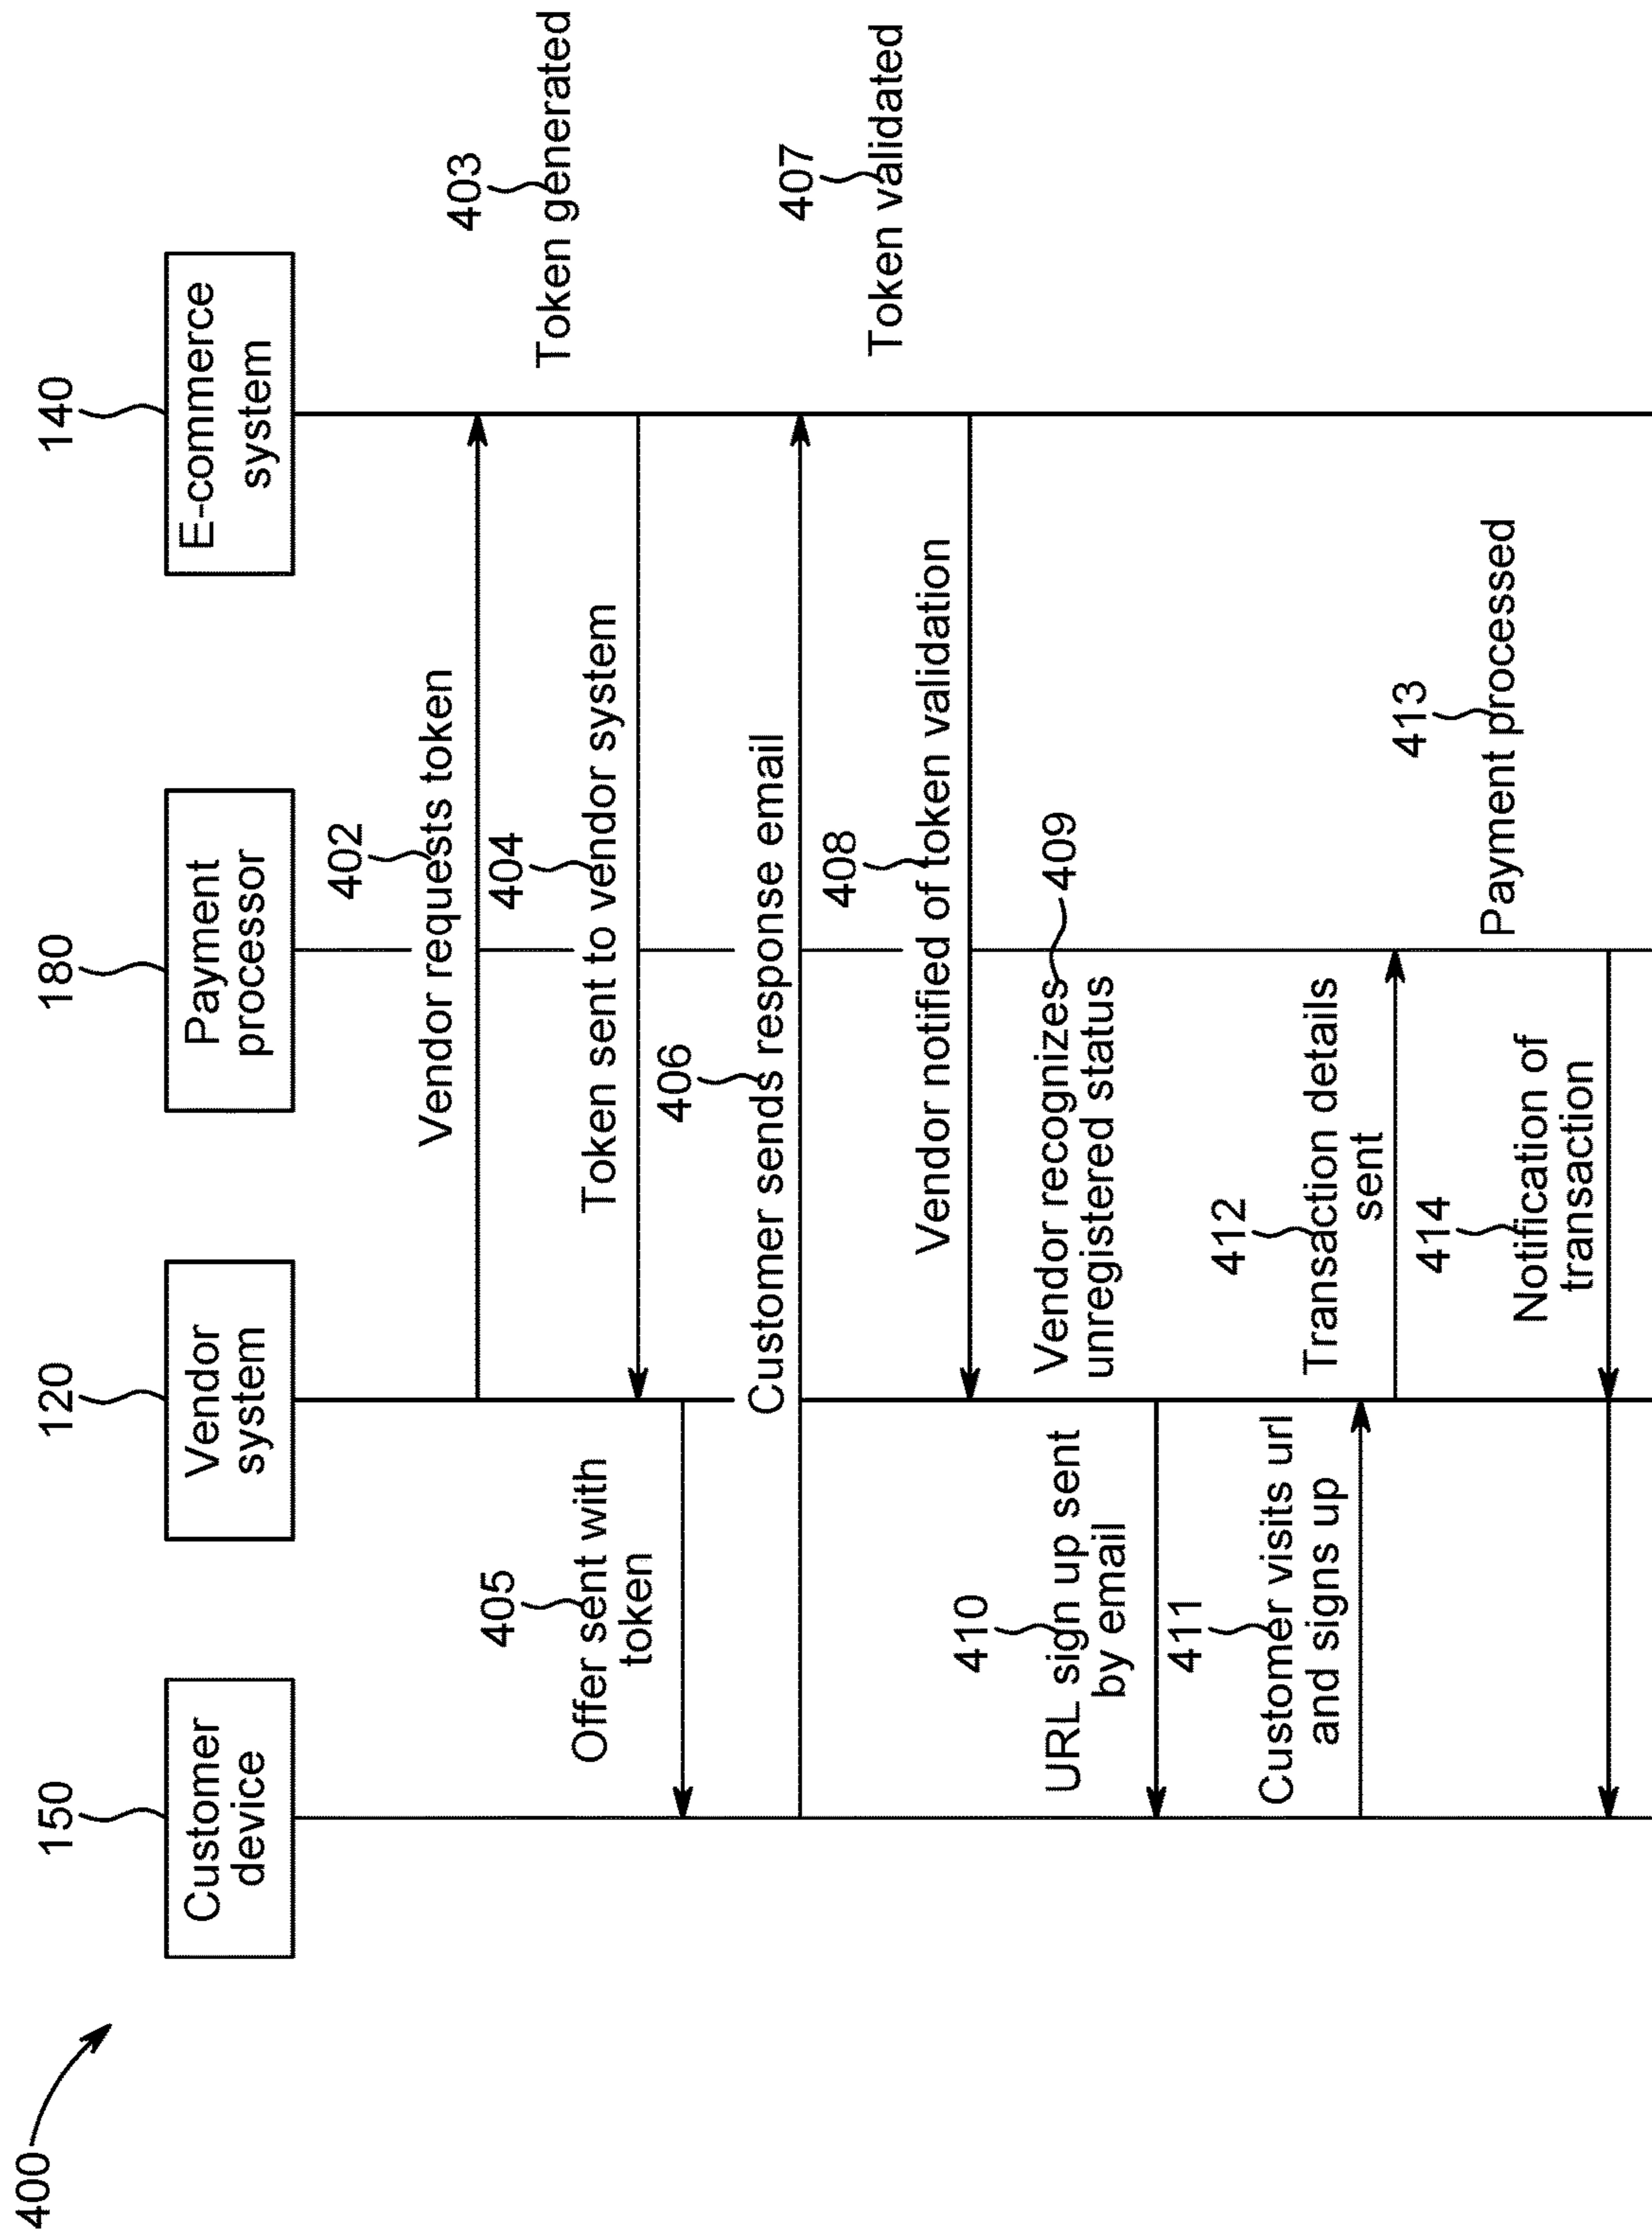 400
150
Customer
device
120
Vendor
system
180
Payment
processor
140
E-commerce
system
402
Vendor requests token
403
Token generated
404
Token sent to vendor system
405
Offer sent with
token
406
Customer sends response email
407
Token validated
408
Vendor notified of token validation
409
Vendor recognizes
unregistered status
410
URL sign up sent
by email
411
Customer visits url
and signs up
412
Transaction details
sent
413
Payment processed
414
Notification of
transaction